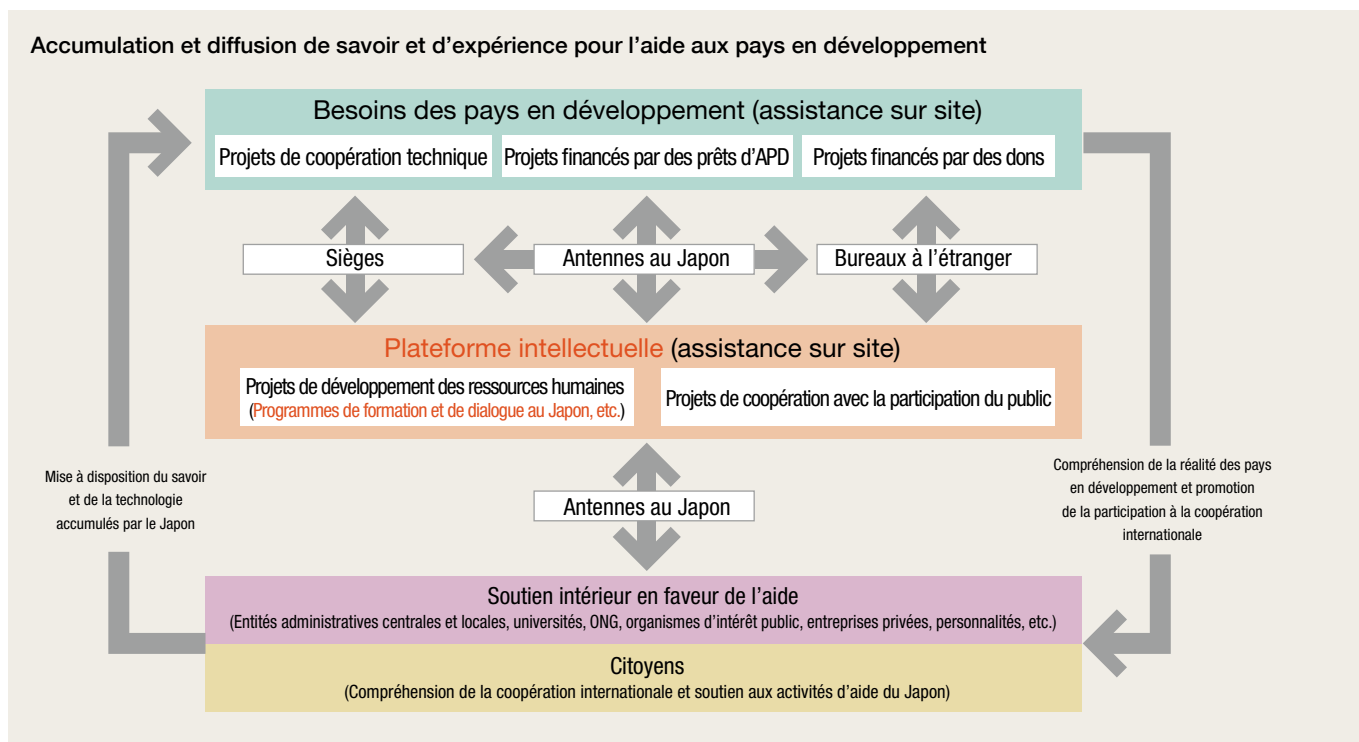 Accumulation et diffusion de savoir et d’expérience pour l’aide aux pays en développement
Besoins des pays en développement (assistance sur site)
Projets de coopération technique
Projets financés par des prêts d’APD
Projets financés par des dons
Sièges
Antennes au Japon
Bureaux à l’étranger
Plateforme intellectuelle (assistance sur site)
Projets de développement des ressources humaines
(Programmes de formation et de dialogue au Japon, etc.)
Projets de coopération avec la participation du public
Mise à disposition du savoir
et de la technologie
accumulés par le Japon
Antennes au Japon
Compréhension de la réalité des pays
en développement et promotion
de la participation à la coopération
internationale
Soutien intérieur en faveur de l’aide
(Entités administratives centrales et locales, universités, ONG, organismes d’intérêt public, entreprises privées, personnalités, etc.)
Citoyens
(Compréhension de la coopération internationale et soutien aux activités d’aide du Japon)